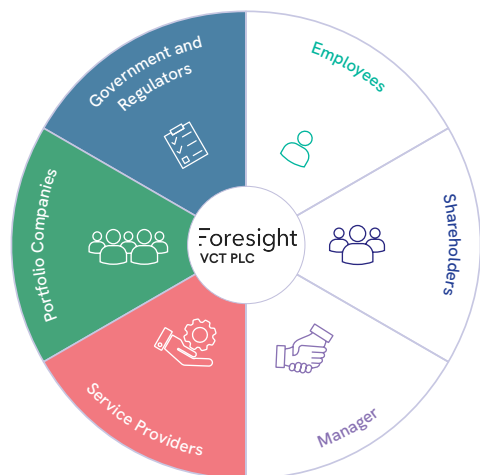 Government and
Regulators
Employees
Portfolio Companies
Foresight
VCT PLC
Shareholders
Service Providers
Manager